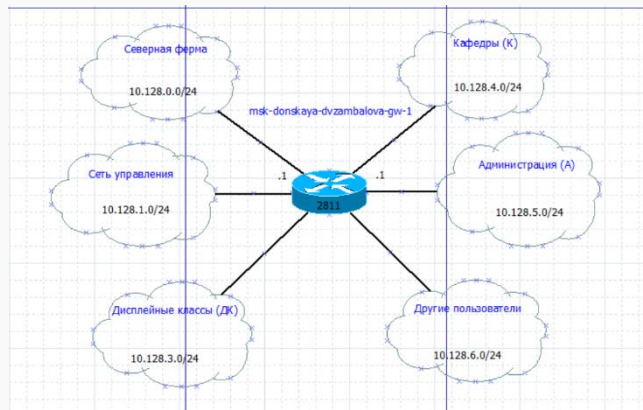 Северная ферма
10.128.0.0/24
Кафедры (К)
10.128.4.0/24
msk-donskaya-dvzambalova-gw-1
Сеть управления
10.128.1.0/24
.1
.1
2811
Администрация (А)
10.128.5.0/24
Дисплейные классы (ДК)
10.128.3.0/24
Другие пользователи
10.128.6.0/24